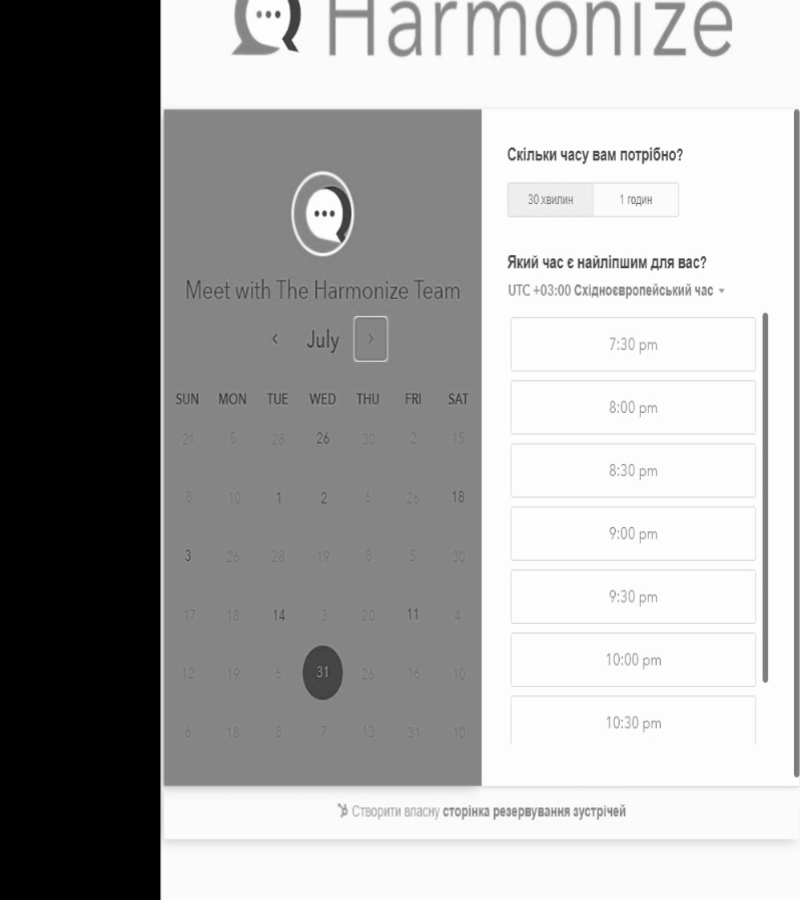 Harmonize
Meet with The Harmonize Team
July
SUN MON TUE WED THU FRI SAT
21 5 28 26 30 2 15
8 10 1 2 6 26 18
3 26 28 19 8 5 30
17 18 14 3 20 11 4
12 19 6 31 26 16 10
6 18 8 7 13 31 10
Скільки часу вам потрібно?
30 хвилин 1 годин
Який час є найліпшим для вас?
UTC +03:00 Східноєвропейський час
7:30 pm
8:00 pm
8:30 pm
9:00 pm
9:30 pm
10:00 pm
10:30 pm
Створити власну сторінка резервування зустрічей